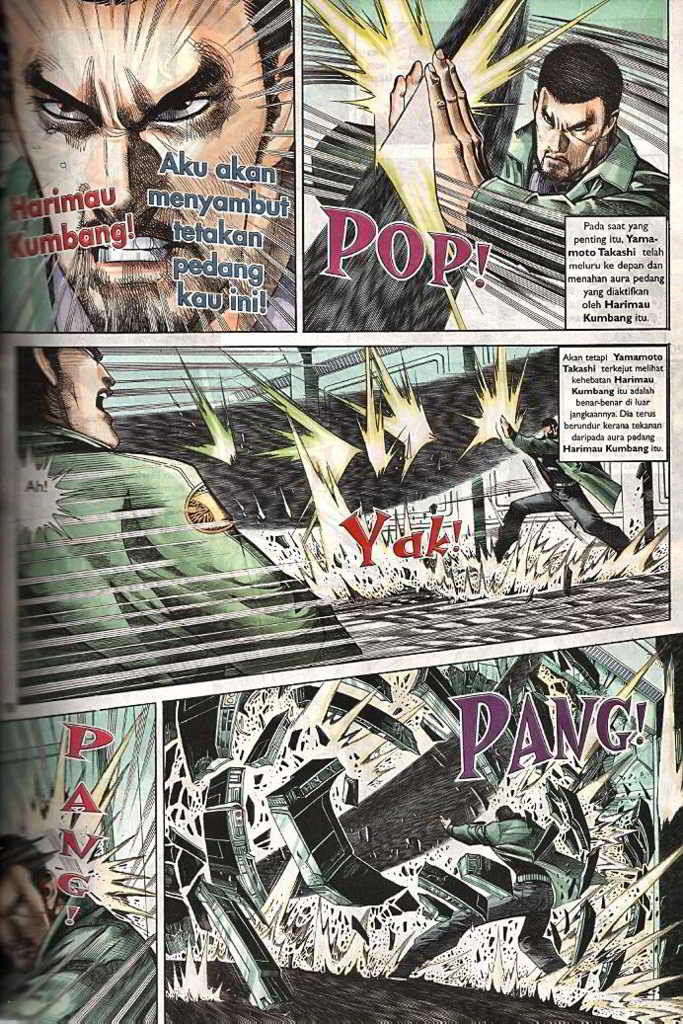 Harimau
Kumbang!
Aku akan
menyambut
tetakan
pedang
kau ini!
POP!
Pada saat yang
penting itu, Yama-
moto Takashi telah
meluru ke depan dan
menahan aura pedang
yang diaktifkan
oleh Harimau
Kumbang itu.
Akan tetapi Yamamoto
Takashi terkejut melihat
kehebatan Harimau
Kumbang itu adalah
benar-benar di luar
jangkaannya. Dia terus
berundur kerana tekanan
daripada aura pedang
Harimau Kumbang itu.
Ah!
Yak!
PANG!
PANG!